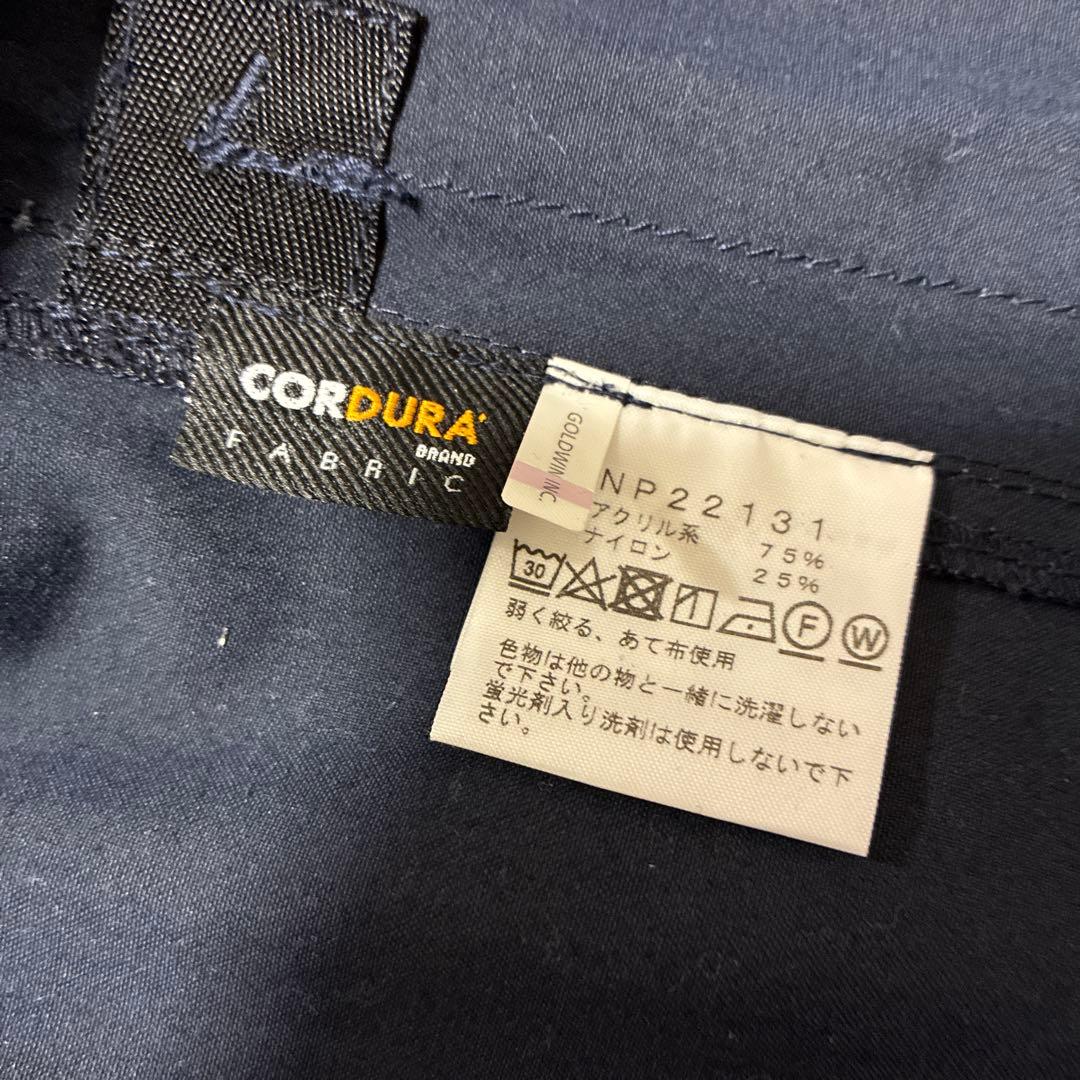 CORDURA
BRAND
FABRIC
GOLDWIN INC
NP22131
アクリル系 75%
ナイロン 25%
30 F W
弱く絞る、あて布使用
色物は他の物と一緒に洗濯しない
で下さい。
蛍光剤入り洗剤は使用しないで下
さい。